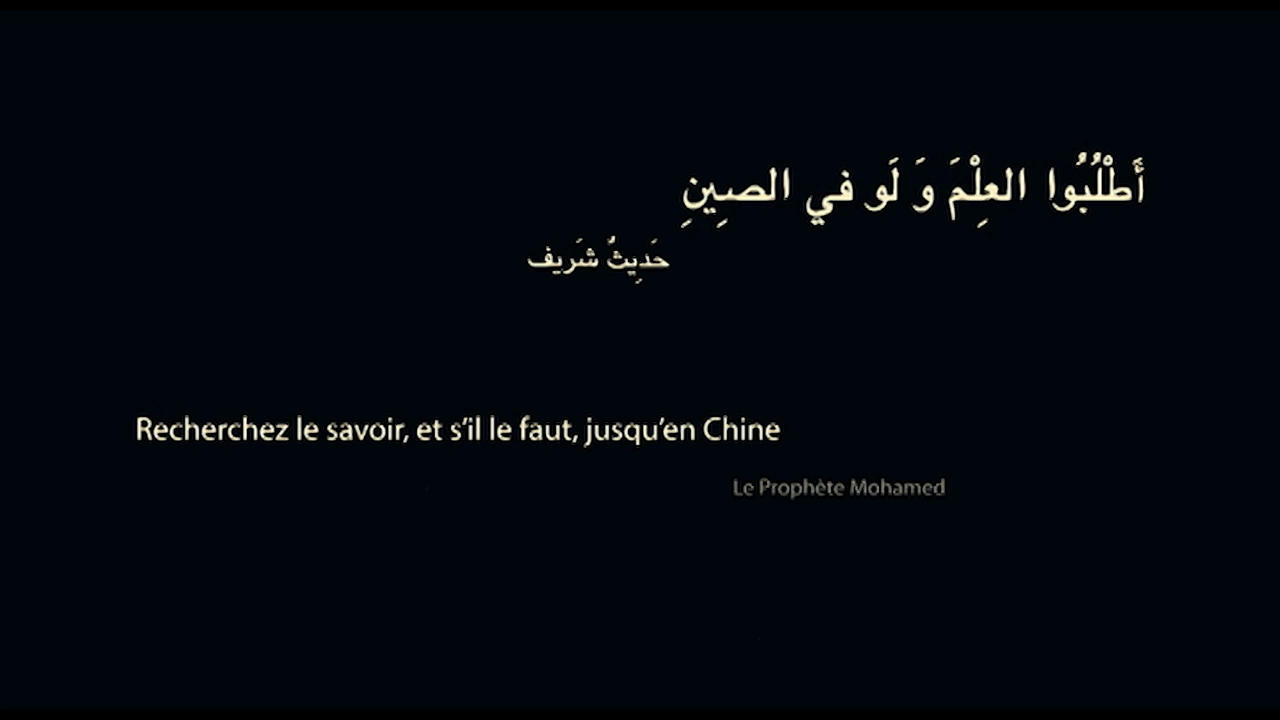 أَطْلُبُوا العِلْمَ وَ لَو في الصِينِ
حَدِيثٌ شَريف
Recherchez le savoir, et s’il le faut, jusqu’en Chine
Le Prophète Mohamed